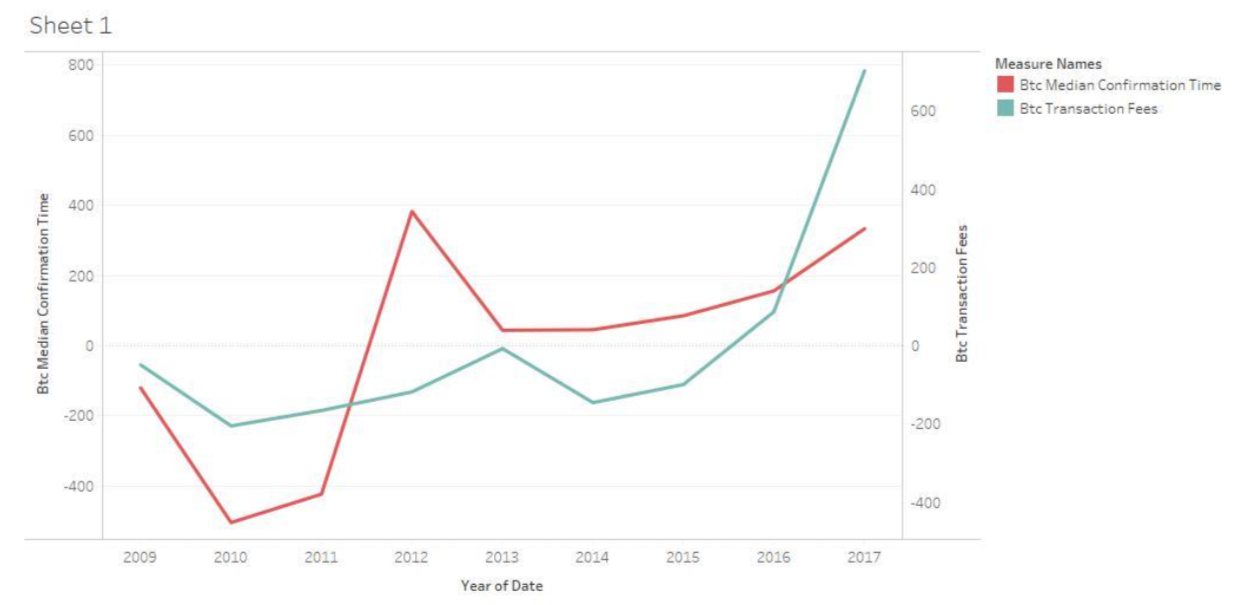 Sheet 1
Measure Names
Btc Median Confirmation Time
Btc Transaction Fees
Btc Median Confirmation Time
800
600
400
200
0
-200
-400
600
400
200
0
-200
-400
Btc Transaction Fees
2009 2010 2011 2012 2013 2014 2015 2016 2017
Year of Date